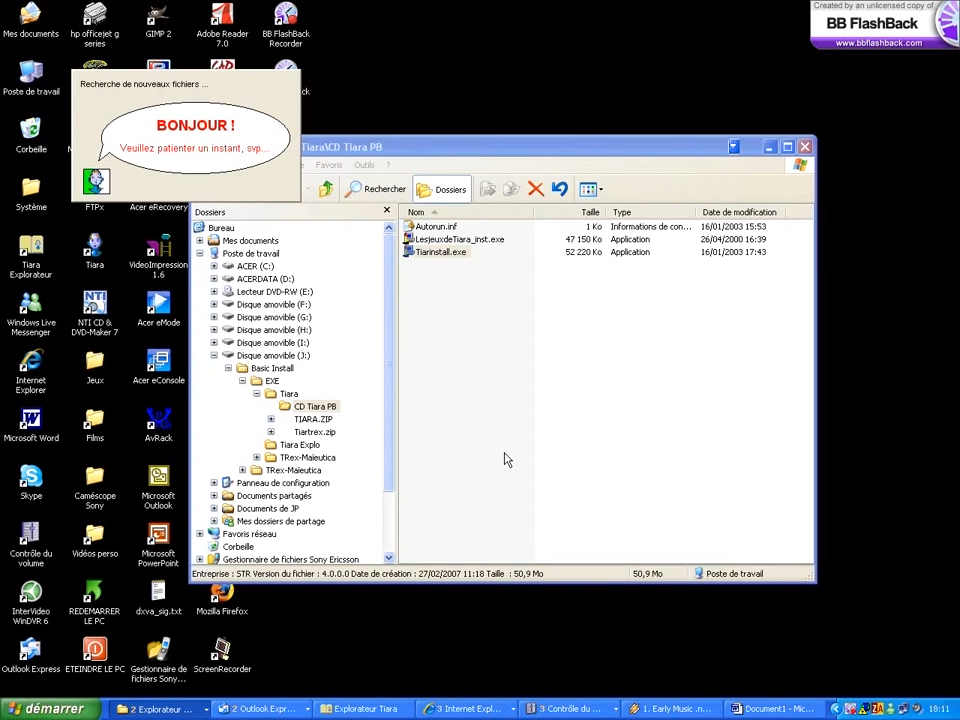 Created by an unlicensed copy of
BB FlashBack
www.bbflashback.com
Mes documents
hp officejet g series
GIMP 2
Adobe Reader 7.0
BB FlashBack Recorder
Poste de travail
Recherche de nouveaux fichiers ...
BONJOUR !
Veuillez patienter un instant, svp...
Corbeille
Système
FTPx
Acer eRecovery
Tiara Explorateur
Tiara
VideoImpression 1.6
Windows Live Messenger
NTI CD & DVD-Maker 7
Acer eMode
Internet Explorer
Jeux
Acer eConsole
Microsoft Word
Films
AvRack
Skype
Caméscope Sony
Microsoft Outlook
Contrôle du volume
Vidéos perso
Microsoft PowerPoint
InterVideo WinDVR 6
REDEMARRER LE PC
dxva_sig.txt
Mozilla Firefox
Outlook Express
ETEINDRE LE PC
Gestionnaire de fichiers Sony...
ScreenRecorder
Tiara\CD Tiara PB
Favoris Outils ?
Rechercher Dossiers
Dossiers
Nom Taille Type Date de modification
Autorun.inf 1 Ko Informations de con... 16/01/2003 15:53
LesjeuxdeTiara_inst.exe 47 150 Ko Application 26/04/2000 16:39
Tiarinstall.exe 52 220 Ko Application 16/01/2003 17:43
Bureau
Mes documents
Poste de travail
ACER (C:)
ACERDATA (D:)
Lecteur DVD-RW (E:)
Disque amovible (F:)
Disque amovible (G:)
Disque amovible (H:)
Disque amovible (I:)
Disque amovible (J:)
Basic Install
EXE
Tiara
CD Tiara PB
TIARA.ZIP
Tiartrex.zip
Tiara Explo
TRex-Maieutica
TRex-Maïeutica
Panneau de configuration
Documents partagés
Documents de JP
Mes dossiers de partage
Favoris réseau
Corbeille
Gestionnaire de fichiers Sony Ericsson
Entreprise : STR Version du fichier : 4.0.0.0 Date de création : 27/02/2007 11:18 Taille : 50,9 Mo 50,9 Mo Poste de travail
démarrer 2 Explorateur ... 2 Outlook Expr... Explorateur Tiara 3 Internet Expl... 3 Contrôle du ... 1. Early Music .n... Document1 - Mic... 18:11